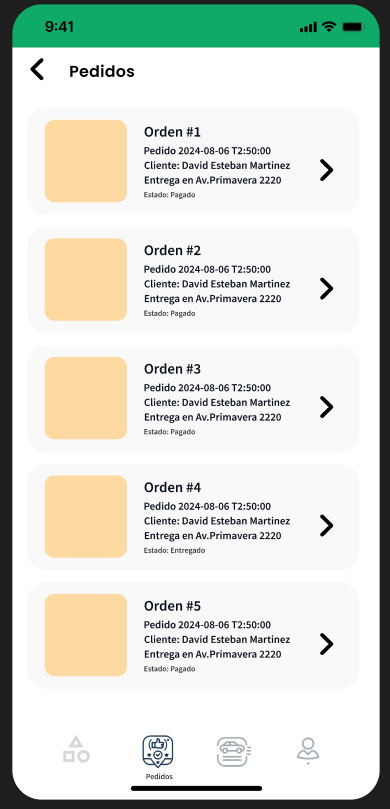 9:41
Pedidos
Orden #1
Pedido 2024-08-06 T2:50:00
Cliente: David Esteban Martinez
Entrega en Av.Primavera 2220
Estado: Pagado
Orden #2
Pedido 2024-08-06 T2:50:00
Cliente: David Esteban Martinez
Entrega en Av.Primavera 2220
Estado: Pagado
Orden #3
Pedido 2024-08-06 T2:50:00
Cliente: David Esteban Martinez
Entrega en Av.Primavera 2220
Estado: Pagado
Orden #4
Pedido 2024-08-06 T2:50:00
Cliente: David Esteban Martinez
Entrega en Av.Primavera 2220
Estado: Entregado
Orden #5
Pedido 2024-08-06 T2:50:00
Cliente: David Esteban Martinez
Entrega en Av.Primavera 2220
Estado: Pagado
Pedidos